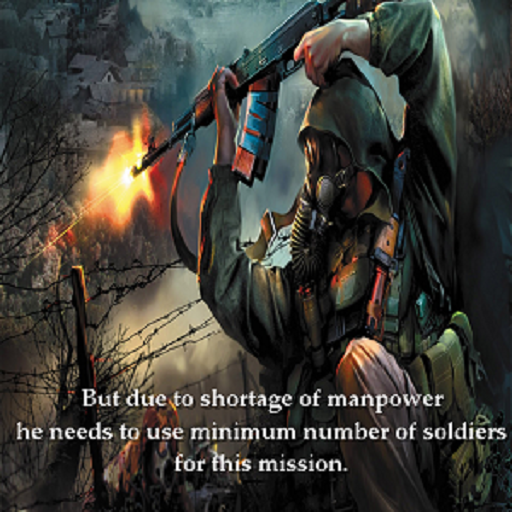 But due to shortage of manpower
he needs to use minimum number of soldiers
for this mission.